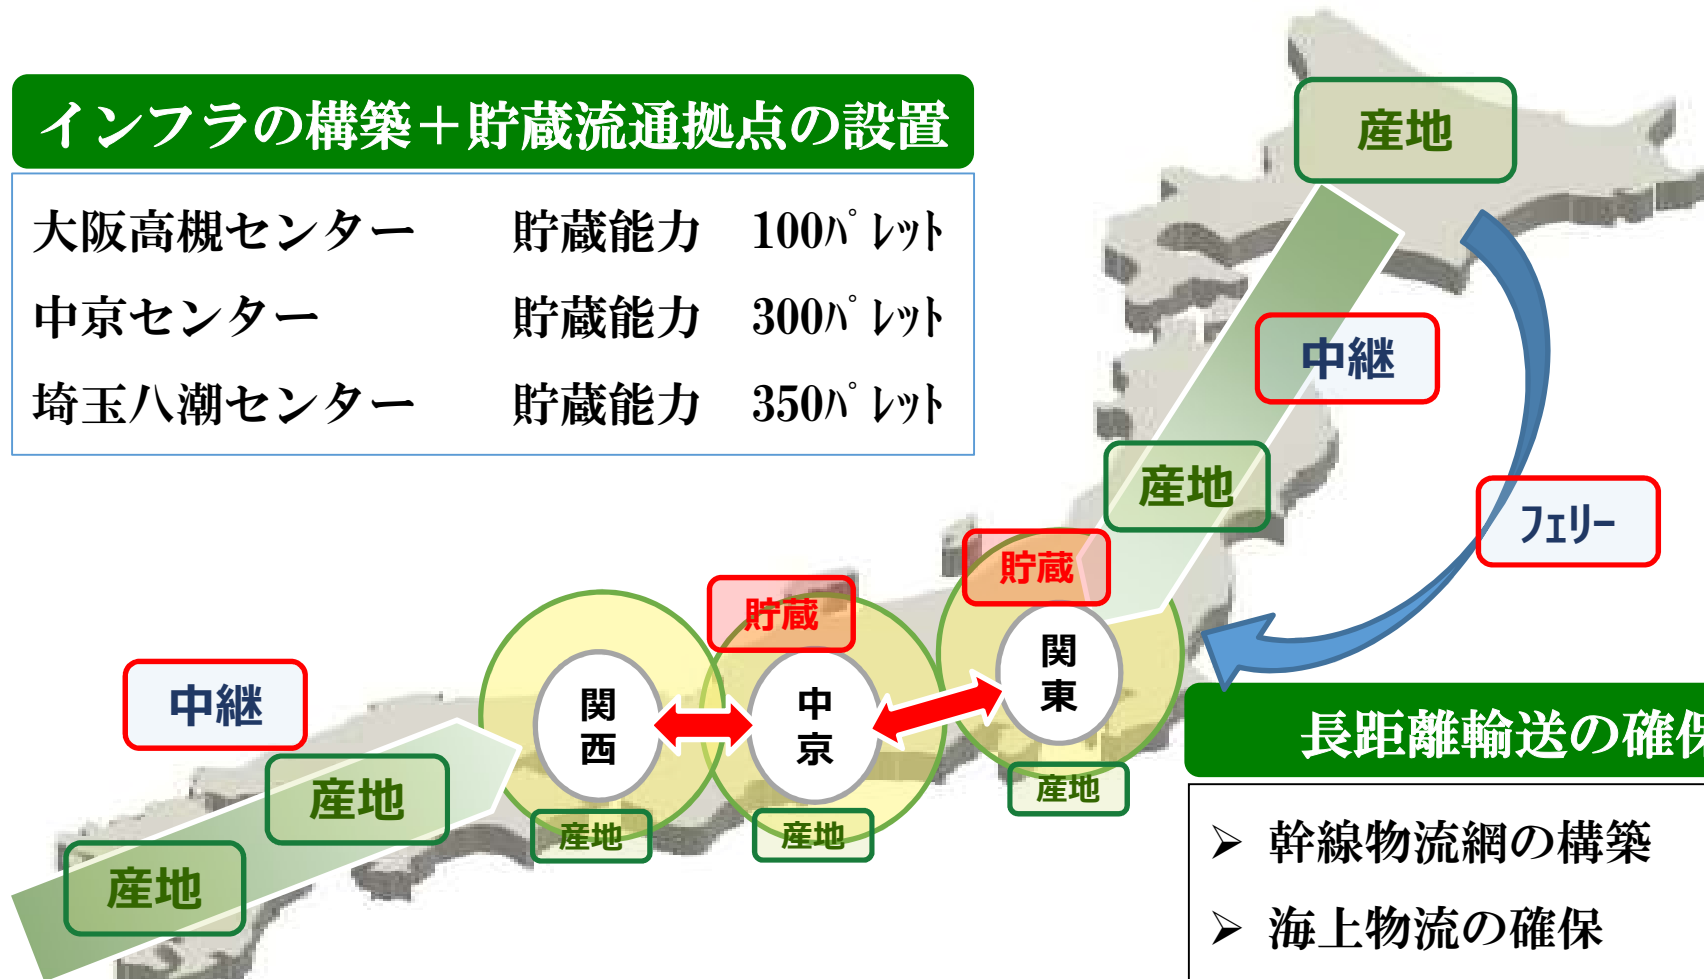 インフラの構築＋貯蔵流通拠点の設置
大阪高槻センター　貯蔵能力　100ﾊﾟﾚｯﾄ
中京センター　貯蔵能力　300ﾊﾟﾚｯﾄ
埼玉八潮センター　貯蔵能力　350ﾊﾟﾚｯﾄ
産地
中継
産地
ﾌｪﾘｰ
貯蔵
貯蔵
関東
中継
関西
中京
産地
産地
産地
産地
産地
長距離輸送の確保
➢ 幹線物流網の構築
➢ 海上物流の確保